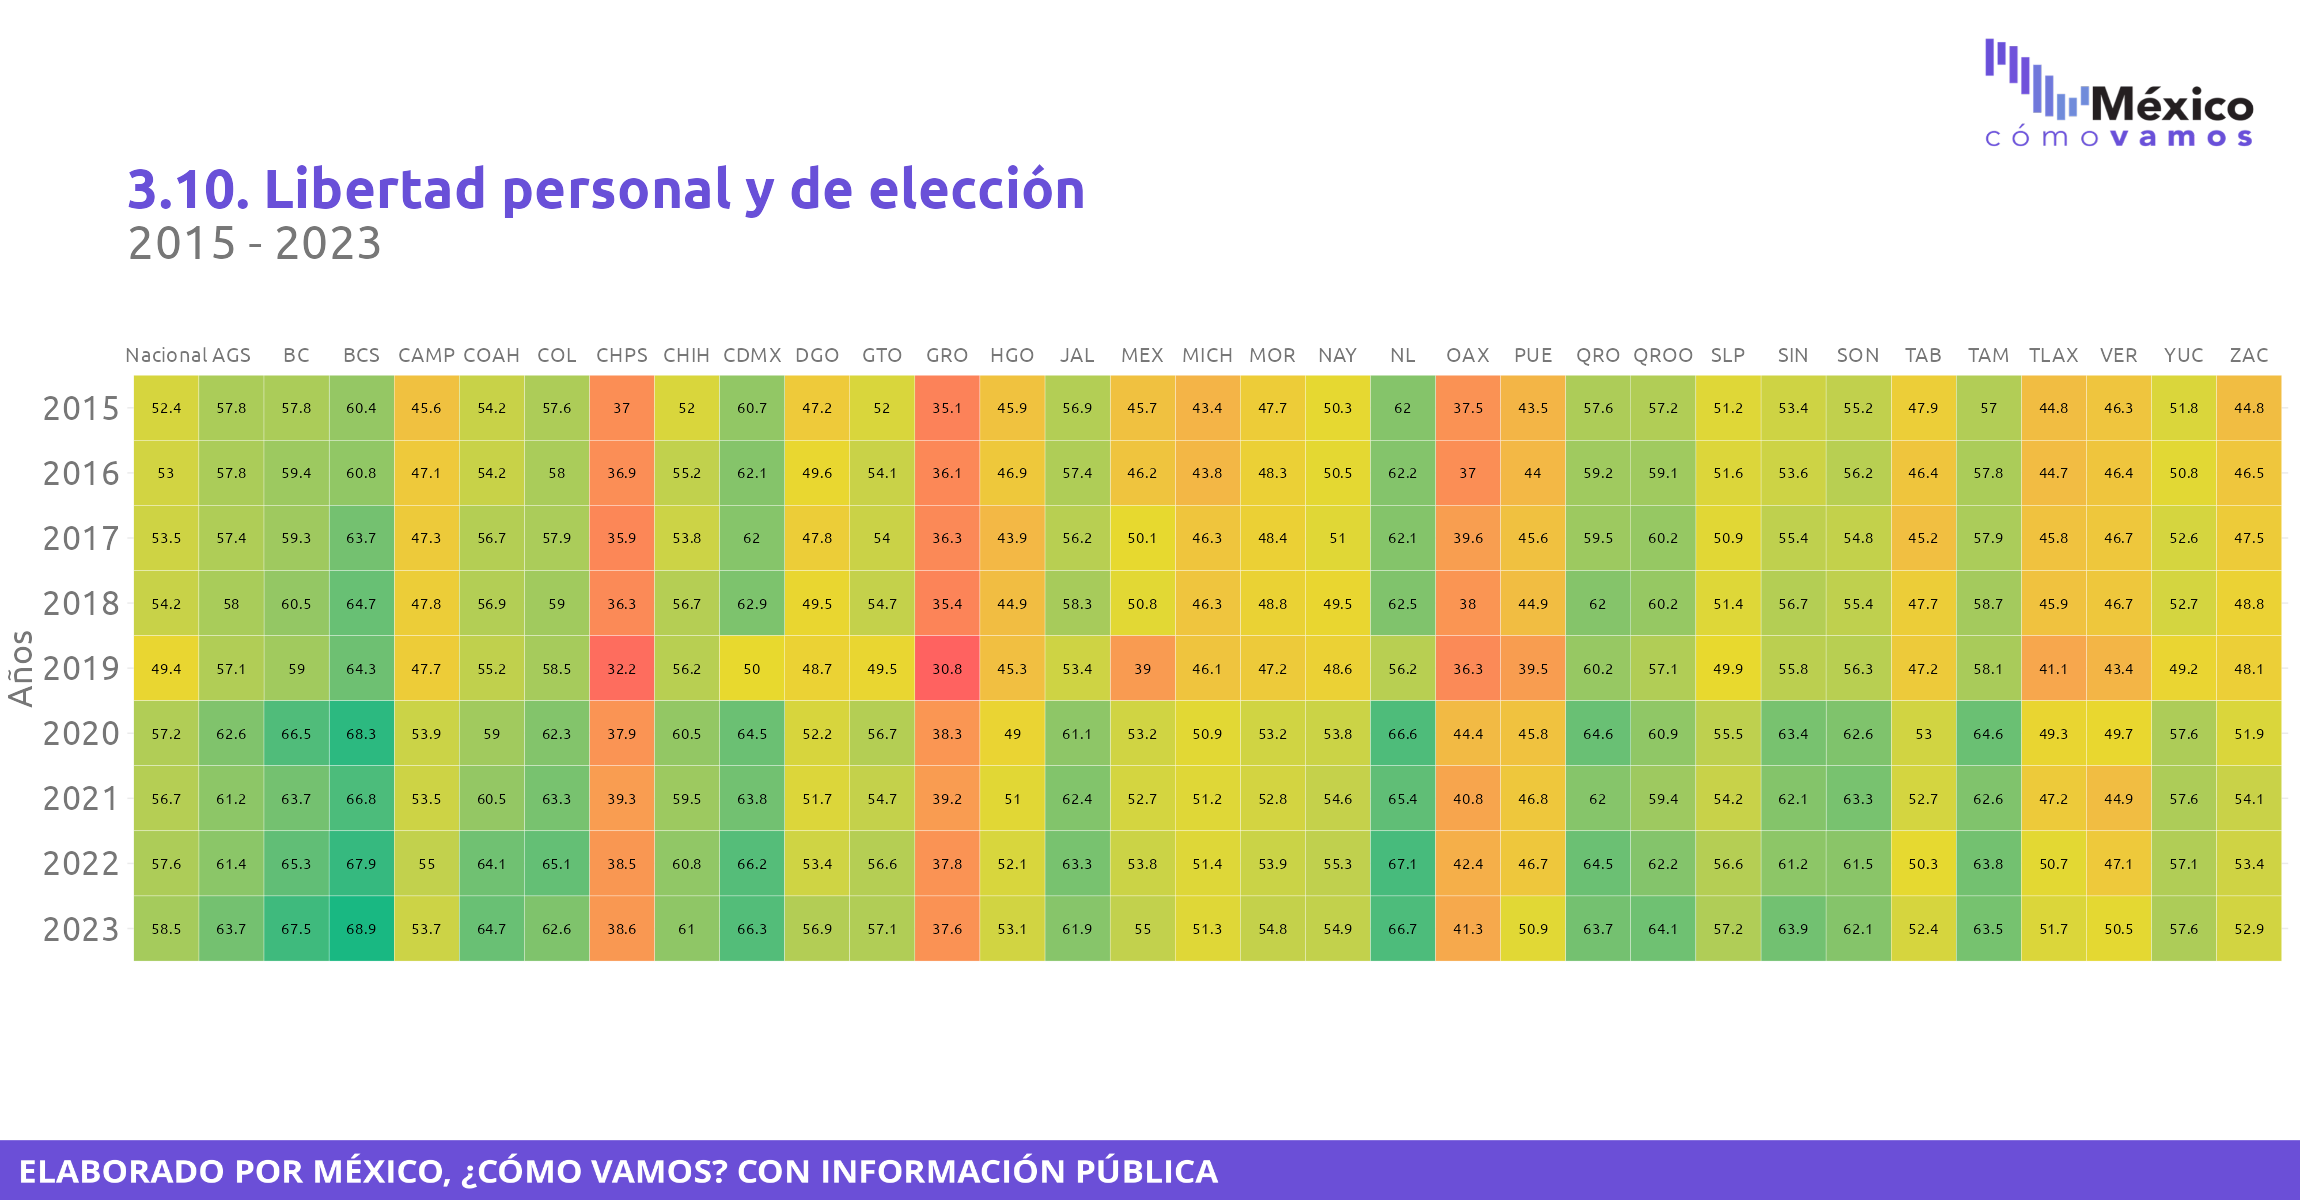 México
cómovamos
3.10. Libertad personal y de elección
2015 - 2023
Nacional AGS BC BCS CAMP COAH COL CHPS CHIH CDMX DGO GTO GRO HGO JAL MEX MICH MOR NAY NL OAX PUE QRO QROO SLP SIN SON TAB TAM TLAX VER YUC ZAC
2015 52.4 57.8 57.8 60.4 45.6 54.2 57.6 37 52 60.7 47.2 52 35.1 45.9 56.9 45.7 43.4 47.7 50.3 62 37.5 43.5 57.6 57.2 51.2 53.4 55.2 47.9 57 44.8 46.3 51.8 44.8
2016 53 57.8 59.4 60.8 47.1 54.2 58 36.9 55.2 62.1 49.6 54.1 36.1 46.9 57.4 46.2 43.8 48.3 50.5 62.2 37 44 59.2 59.1 51.6 53.6 56.2 46.4 57.8 44.7 46.4 50.8 46.5
2017 53.5 57.4 59.3 63.7 47.3 56.7 57.9 35.9 53.8 62 47.8 54 36.3 43.9 56.2 50.1 46.3 48.4 51 62.1 39.6 45.6 59.5 60.2 50.9 55.4 54.8 45.2 57.9 45.8 46.7 52.6 47.5
2018 54.2 58 60.5 64.7 47.8 56.9 59 36.3 56.7 62.9 49.5 54.7 35.4 44.9 58.3 50.8 46.3 48.8 49.5 62.5 38 44.9 62 60.2 51.4 56.7 55.4 47.7 58.7 45.9 46.7 52.7 48.8
Años
2019 49.4 57.1 59 64.3 47.7 55.2 58.5 32.2 56.2 50 48.7 49.5 30.8 45.3 53.4 39 46.1 47.2 48.6 56.2 36.3 39.5 60.2 57.1 49.9 55.8 56.3 47.2 58.1 41.1 43.4 49.2 48.1
2020 57.2 62.6 66.5 68.3 53.9 59 62.3 37.9 60.5 64.5 52.2 56.7 38.3 49 61.1 53.2 50.9 53.2 53.8 66.6 44.4 45.8 64.6 60.9 55.5 63.4 62.6 53 64.6 49.3 49.7 57.6 51.9
2021 56.7 61.2 63.7 66.8 53.5 60.5 63.3 39.3 59.5 63.8 51.7 54.7 39.2 51 62.4 52.7 51.2 52.8 54.6 65.4 40.8 46.8 62 59.4 54.2 62.1 63.3 52.7 62.6 47.2 44.9 57.6 54.1
2022 57.6 61.4 65.3 67.9 55 64.1 65.1 38.5 60.8 66.2 53.4 56.6 37.8 52.1 63.3 53.8 51.4 53.9 55.3 67.1 42.4 46.7 64.5 62.2 56.6 61.2 61.5 50.3 63.8 50.7 47.1 57.1 53.4
2023 58.5 63.7 67.5 68.9 53.7 64.7 62.6 38.6 61 66.3 56.9 57.1 37.6 53.1 61.9 55 51.3 54.8 54.9 66.7 41.3 50.9 63.7 64.1 57.2 63.9 62.1 52.4 63.5 51.7 50.5 57.6 52.9
ELABORADO POR MÉXICO, ¿CÓMO VAMOS? CON INFORMACIÓN PÚBLICA